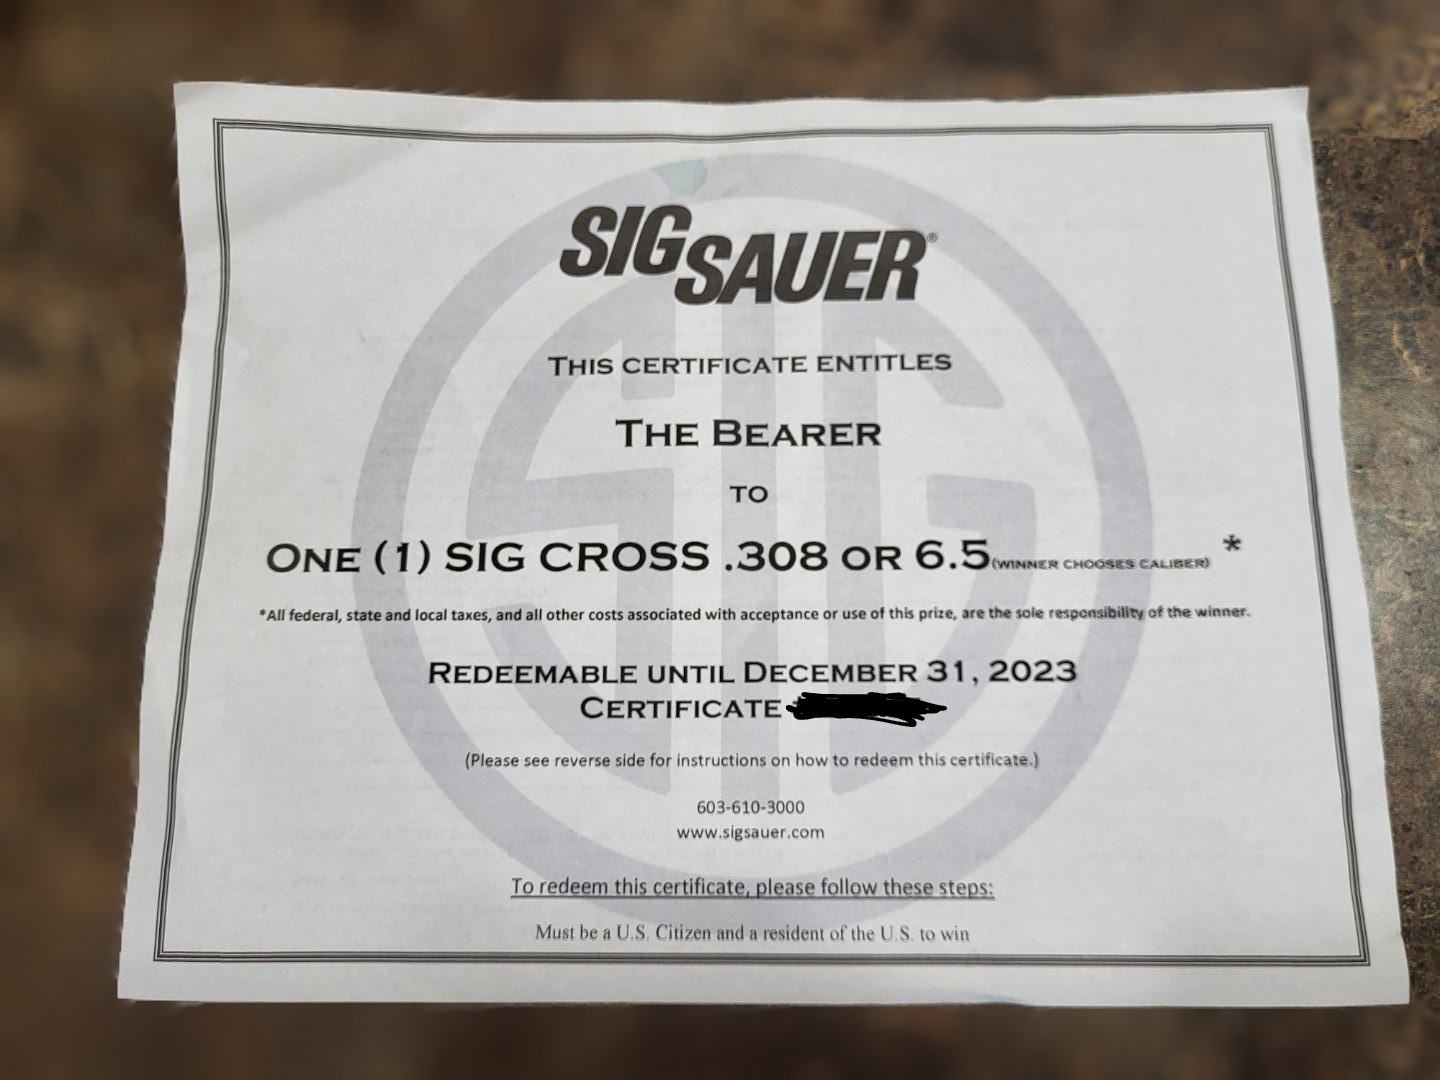 SIG SAUER®
THIS CERTIFICATE ENTITLES
THE BEARER
TO
ONE (1) SIG CROSS .308 OR 6.5 (WINNER CHOOSES CALIBER) *
*All federal, state and local taxes, and all other costs associated with acceptance or use of this prize, are the sole responsibility of the winner.
REDEEMABLE UNTIL DECEMBER 31, 2023
CERTIFICATE
(Please see reverse side for instructions on how to redeem this certificate.)
603-610-3000
www.sigsauer.com
To redeem this certificate, please follow these steps:
Must be a U.S. Citizen and a resident of the U.S. to win
SIG